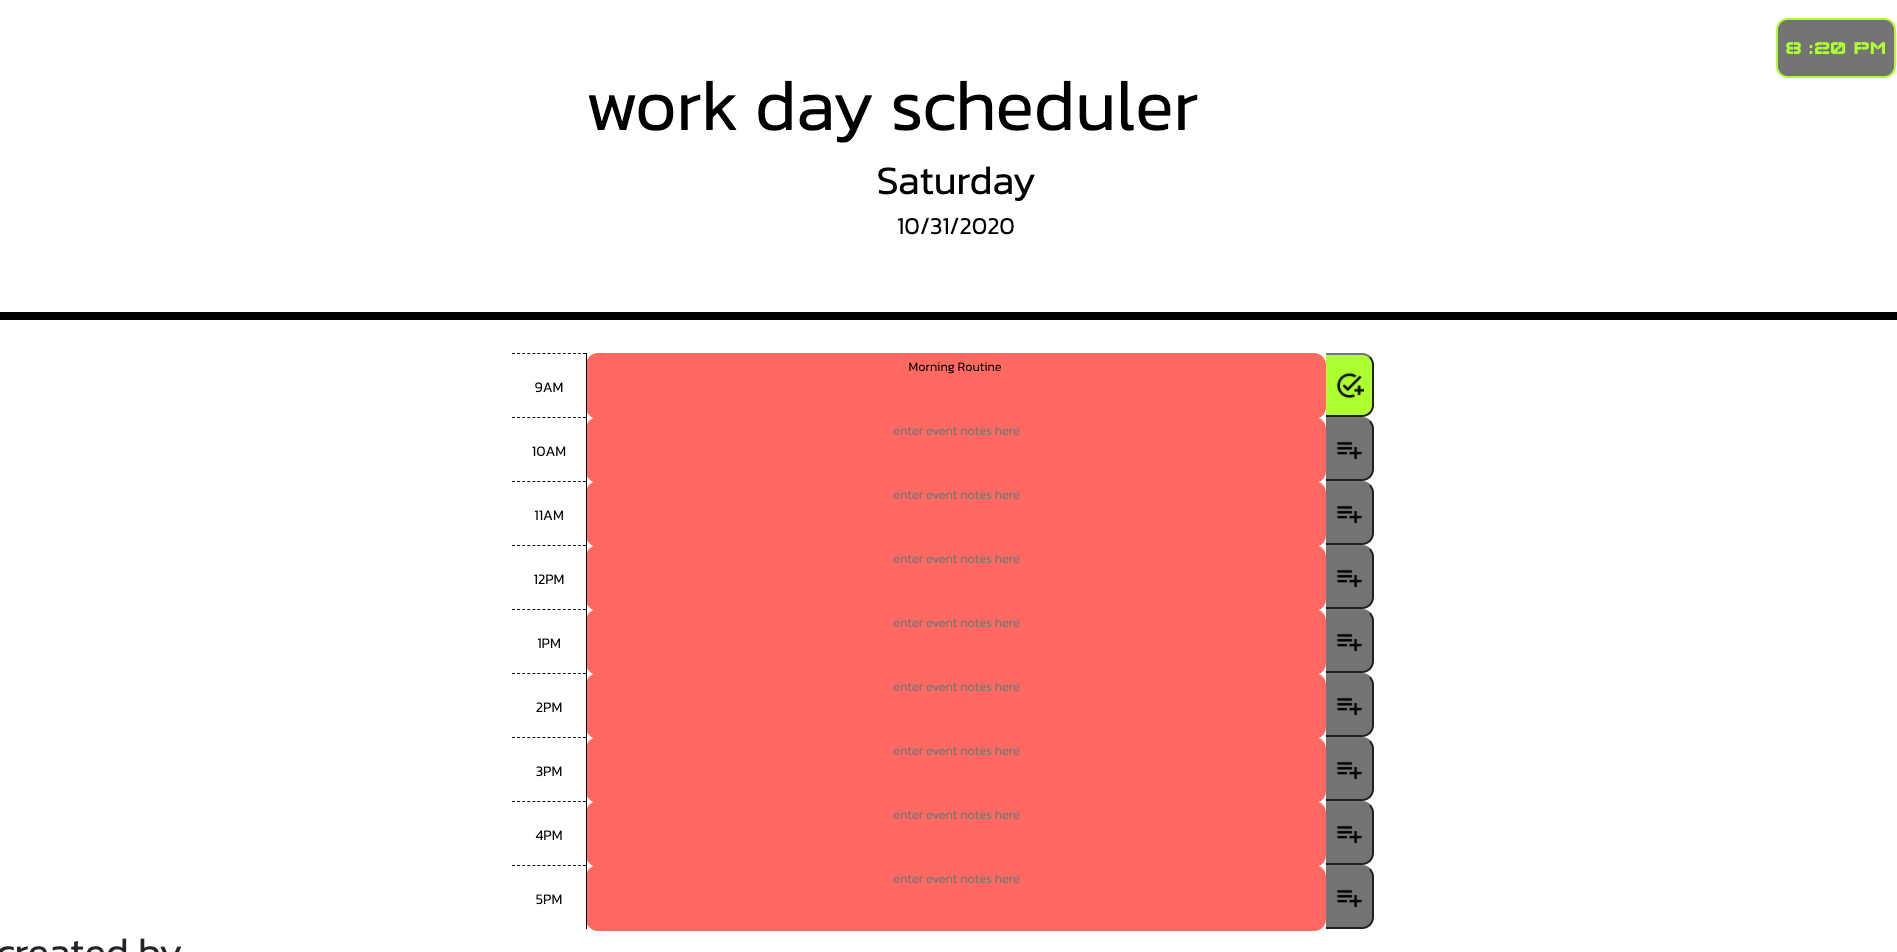 8 :20 PM
work day scheduler
Saturday
10/31/2020
9AM Morning Routine
10AM enter event notes here
11AM enter event notes here
12PM enter event notes here
1PM enter event notes here
2PM enter event notes here
3PM enter event notes here
4PM enter event notes here
5PM enter event notes here
created by